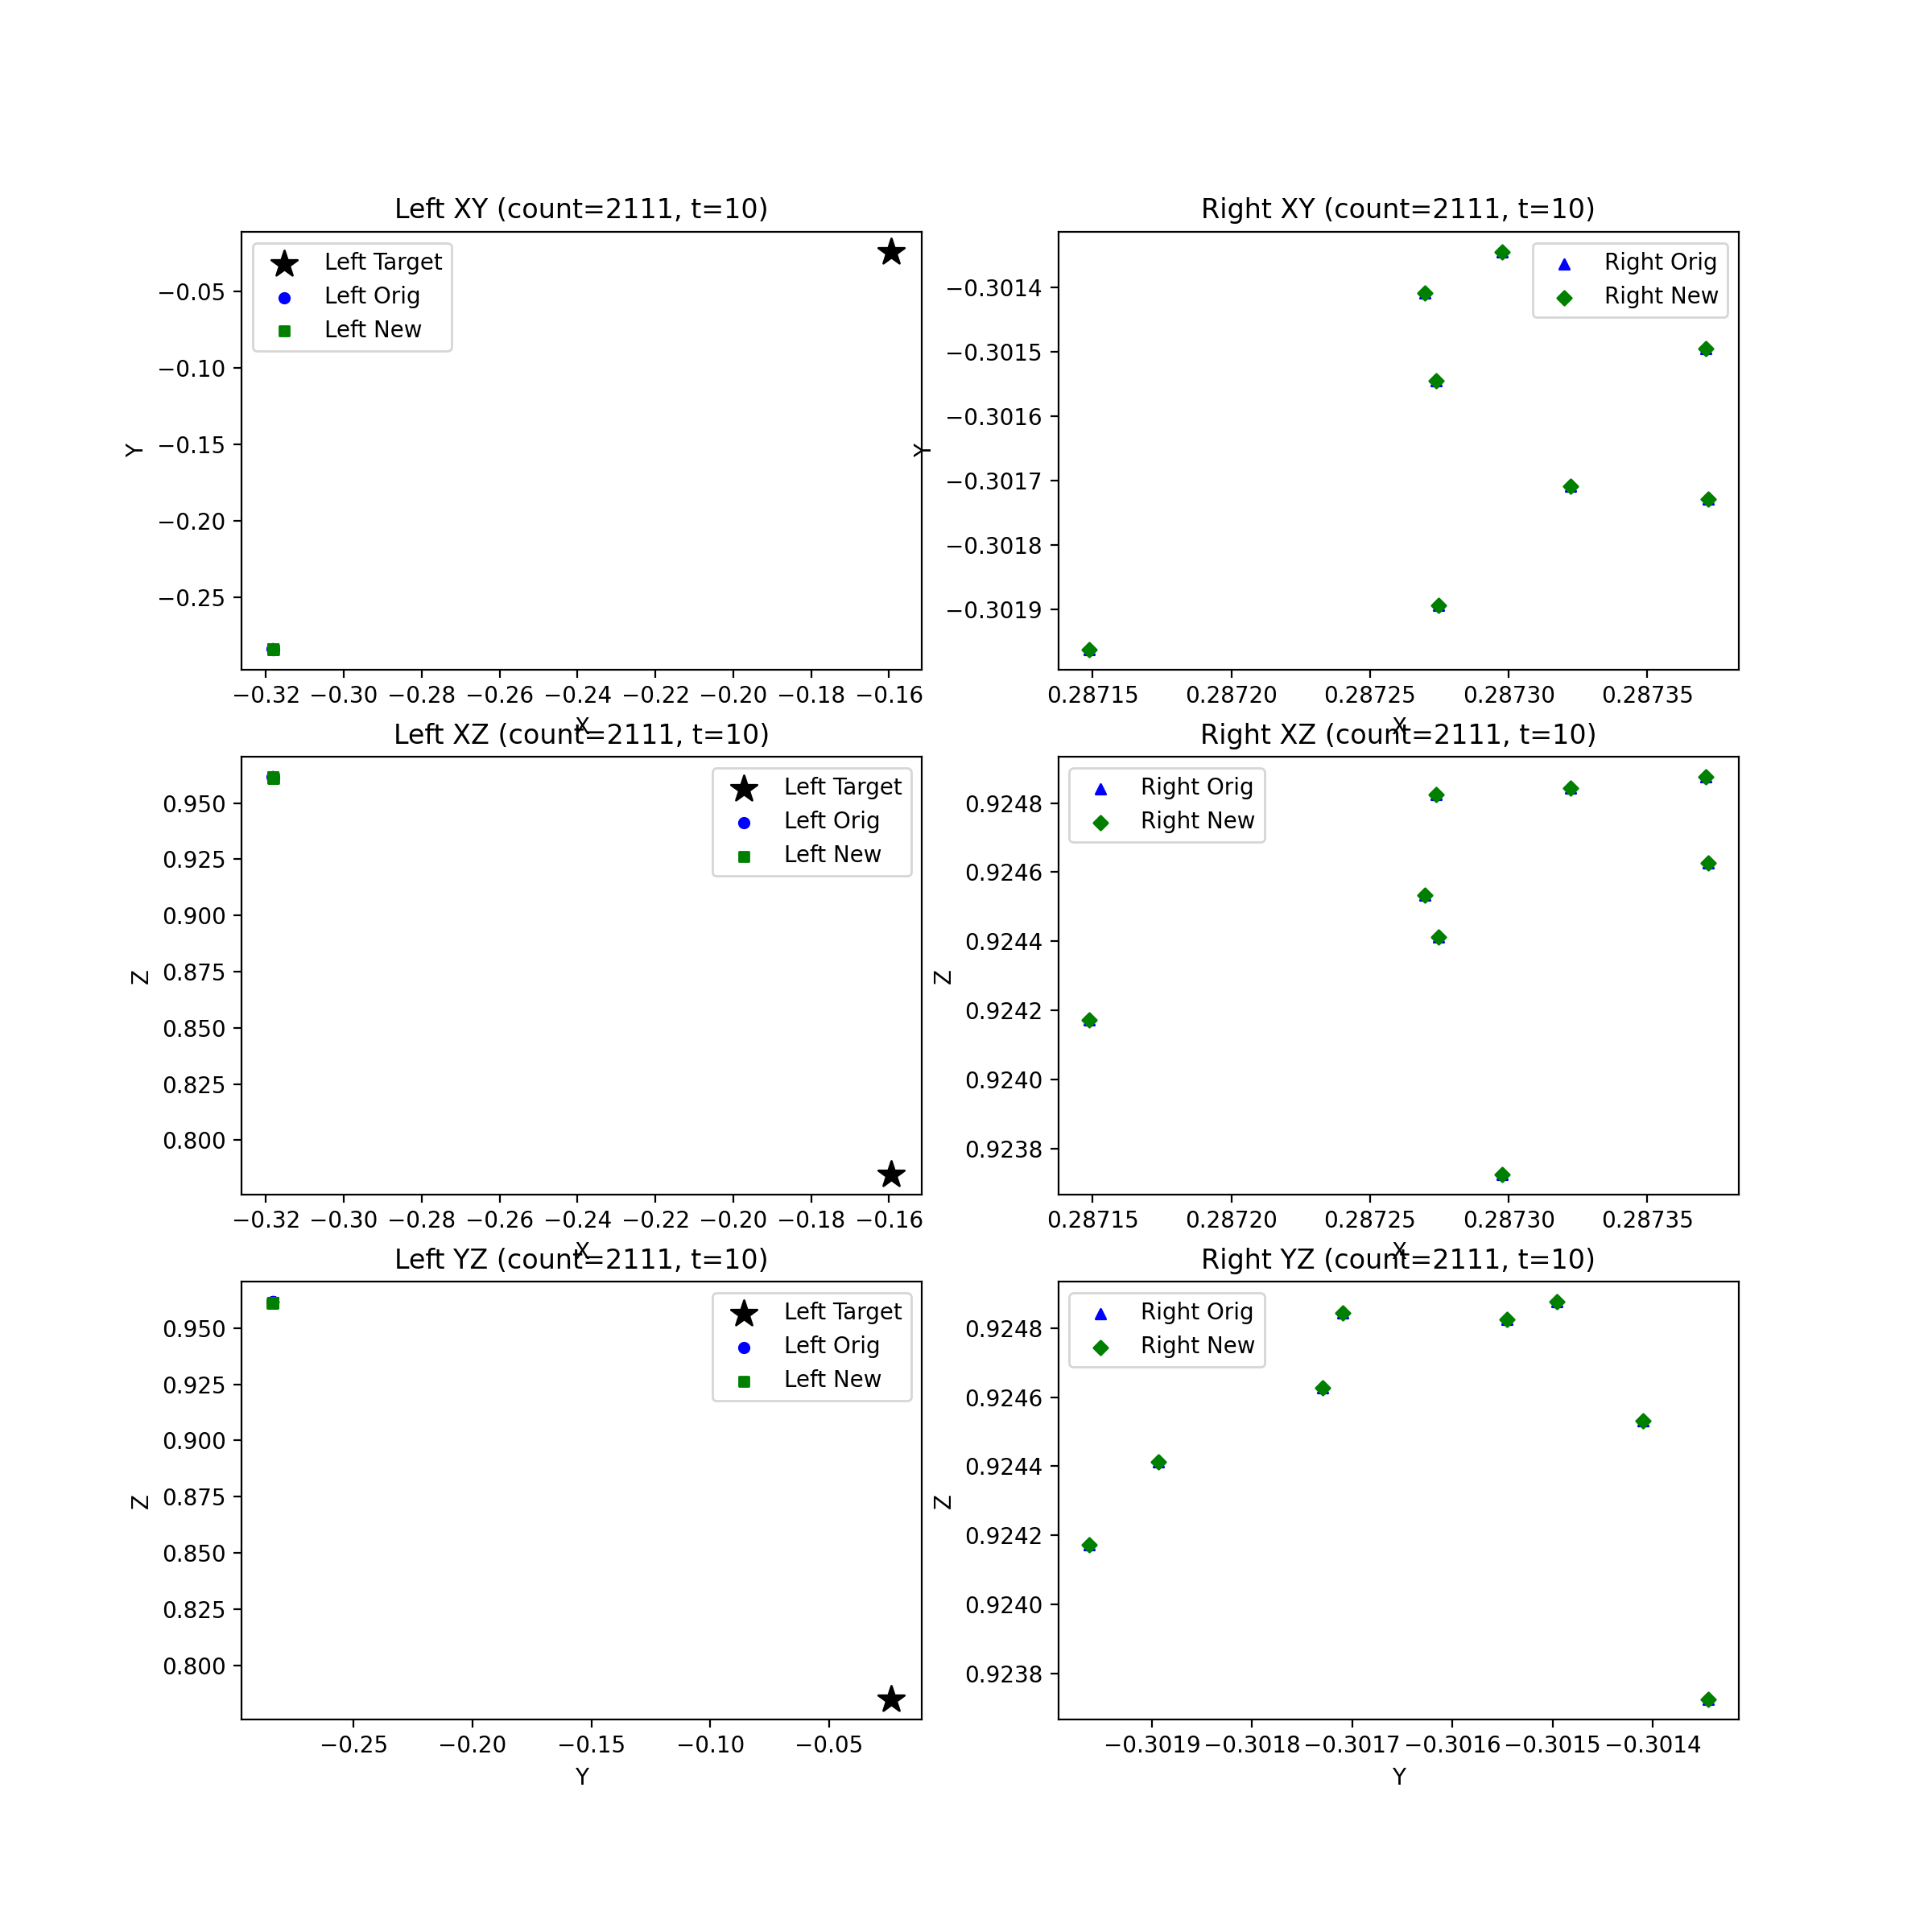 Left XY (count=2111, t=10)
Left Target
Left Orig
Left New
−0.05
−0.10
−0.15
−0.20
−0.25
Y
−0.32 −0.30 −0.28 −0.26 −0.24 −0.22 −0.20 −0.18 −0.16
X
Right XY (count=2111, t=10)
Right Orig
Right New
−0.3014
−0.3015
−0.3016
−0.3017
−0.3018
−0.3019
Y
0.28715 0.28720 0.28725 0.28730 0.28735
X
Left XZ (count=2111, t=10)
Left Target
Left Orig
Left New
0.950
0.925
0.900
0.875
0.850
0.825
0.800
Z
−0.32 −0.30 −0.28 −0.26 −0.24 −0.22 −0.20 −0.18 −0.16
X
Right XZ (count=2111, t=10)
Right Orig
Right New
0.9248
0.9246
0.9244
0.9242
0.9240
0.9238
Z
0.28715 0.28720 0.28725 0.28730 0.28735
X
Left YZ (count=2111, t=10)
Left Target
Left Orig
Left New
0.950
0.925
0.900
0.875
0.850
0.825
0.800
Z
−0.25 −0.20 −0.15 −0.10 −0.05
Y
Right YZ (count=2111, t=10)
Right Orig
Right New
0.9248
0.9246
0.9244
0.9242
0.9240
0.9238
Z
−0.3019 −0.3018 −0.3017 −0.3016 −0.3015 −0.3014
Y